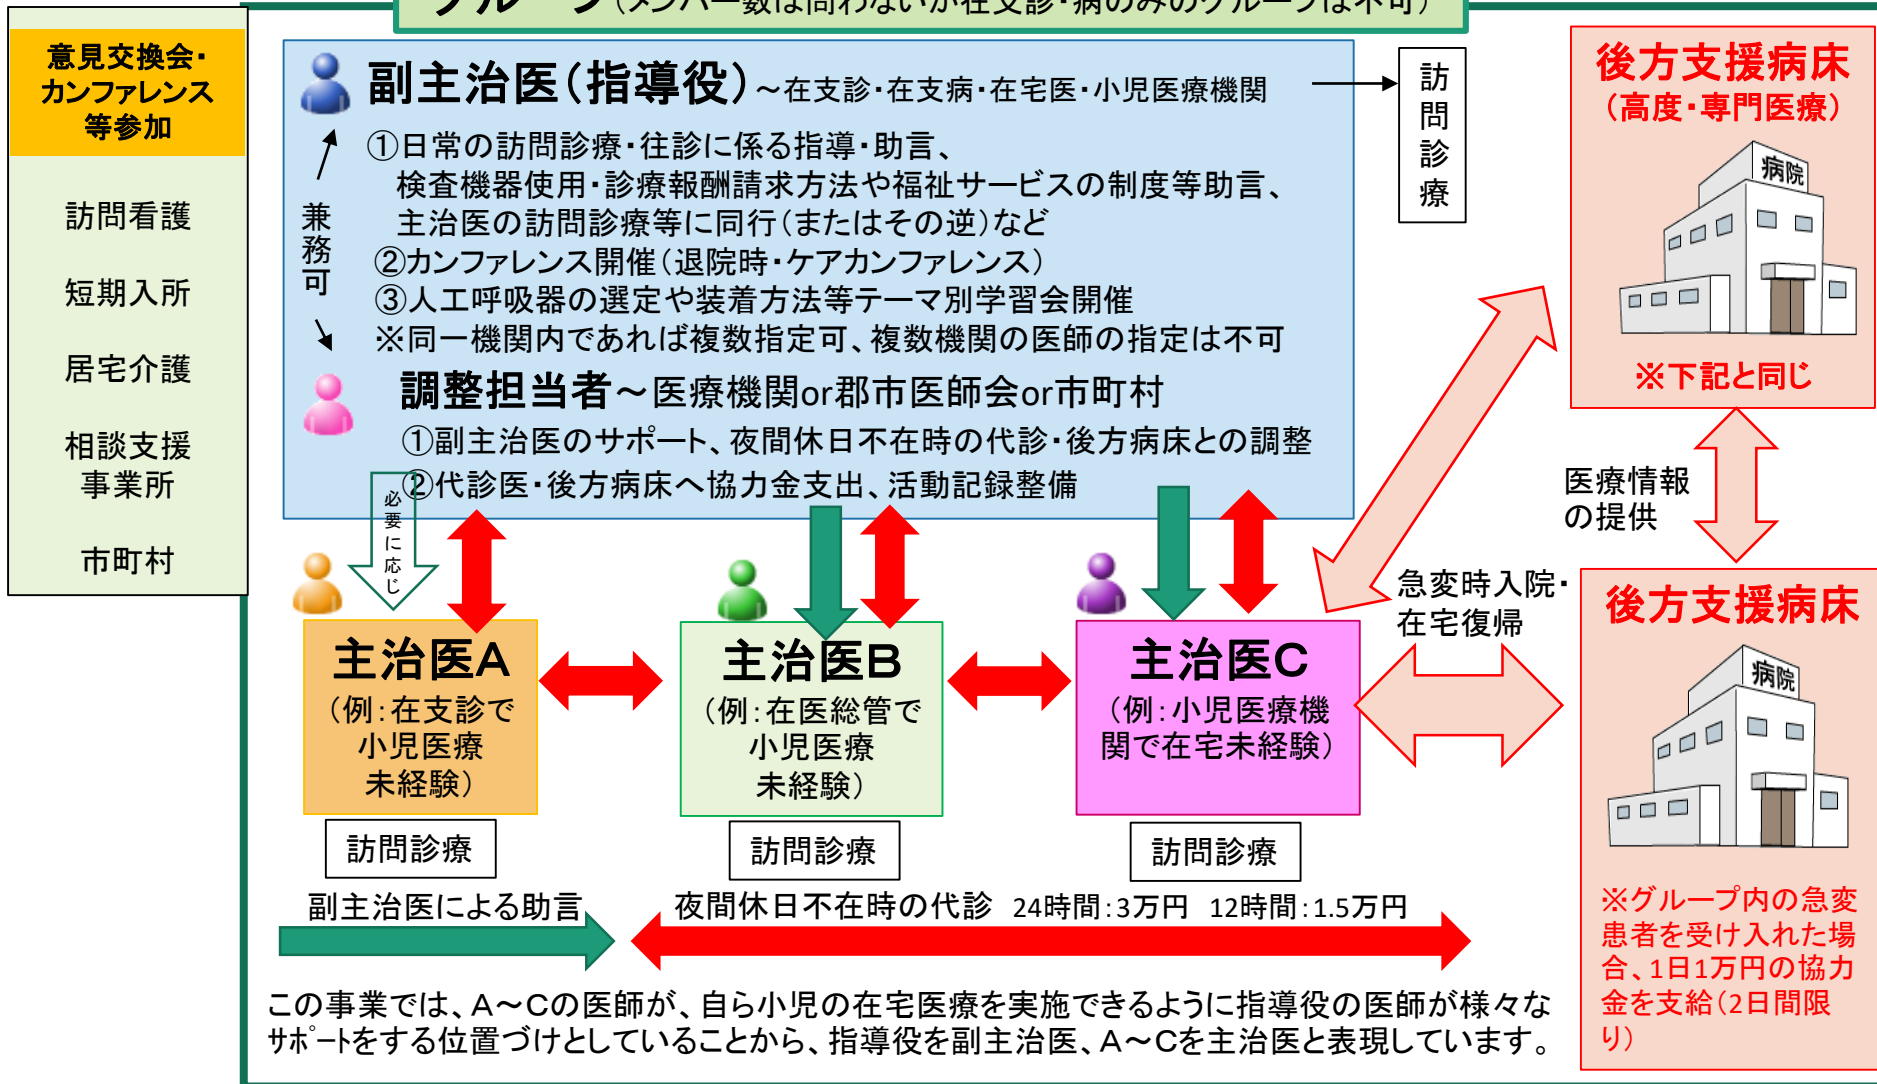 グループ(メンバー数は問わないが在支診・病のみのグループは不可)
意見交換会・
カンファレンス
等参加
訪問看護
短期入所
居宅介護
相談支援
事業所
市町村
副主治医(指導役)~在支診・在支病・在宅医・小児医療機関
①日常の訪問診療・往診に係る指導・助言、
検査機器使用・診療報酬請求方法や福祉サービスの制度等助言、
主治医の訪問診療等に同行(またはその逆)など
②カンファレンス開催(退院時・ケアカンファレンス)
③人工呼吸器の選定や装着方法等テーマ別学習会開催
※同一機関内であれば複数指定可、複数機関の医師の指定は不可
兼務可
調整担当者~医療機関or郡市医師会or市町村
①副主治医のサポート、夜間休日不在時の代診・後方病床との調整
②代診医・後方病床へ協力金支出、活動記録整備
訪問診療
必要に応じ
主治医A
(例:在支診で
小児医療
未経験)
訪問診療
主治医B
(例:在医総管で
小児医療
未経験)
訪問診療
主治医C
(例:小児医療機
関で在宅未経験)
訪問診療
後方支援病床
(高度・専門医療)
病院
※下記と同じ
医療情報
の提供
急変時入院・
在宅復帰
後方支援病床
病院
※グループ内の急変
患者を受け入れた場
合、1日1万円の協力
金を支給(2日間限
り)
副主治医による助言
夜間休日不在時の代診 24時間:3万円 12時間:1.5万円
この事業では、A~Cの医師が、自ら小児の在宅医療を実施できるように指導役の医師が様々な
ｻﾎﾟｰﾄをする位置づけとしていることから、指導役を副主治医、A~Cを主治医と表現しています。